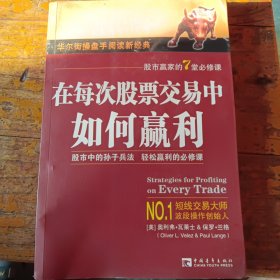 华尔街操盘手阅读新经典
股市赢家的7堂必修课
在每次股票交易中
如何赢利
股市中的孙子兵法 轻松赢利的必修课
Strategies for Profiting
on Every Trade
NO.1 短线交易大师
波段操作创始人
[美] 奥利弗·瓦莱士 & 保罗·兰格
(Oliver L. Velez & Paul Lange)
中国青年出版社